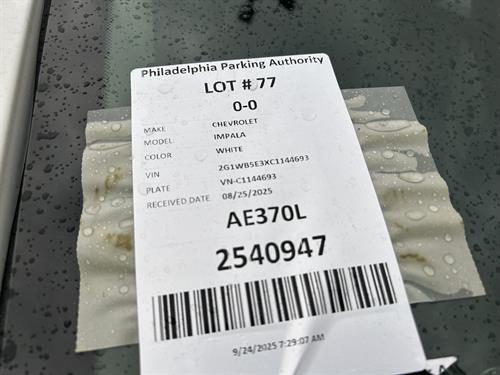 Philadelphia Parking Authority
LOT # 77
0-0
MAKE CHEVROLET
MODEL IMPALA
COLOR WHITE
VIN 2G1WB5E3XC1144693
PLATE VN-C1144693
RECEIVED DATE 08/25/2025
AE370L
2540947
9/24/2025 7:29:07 AM